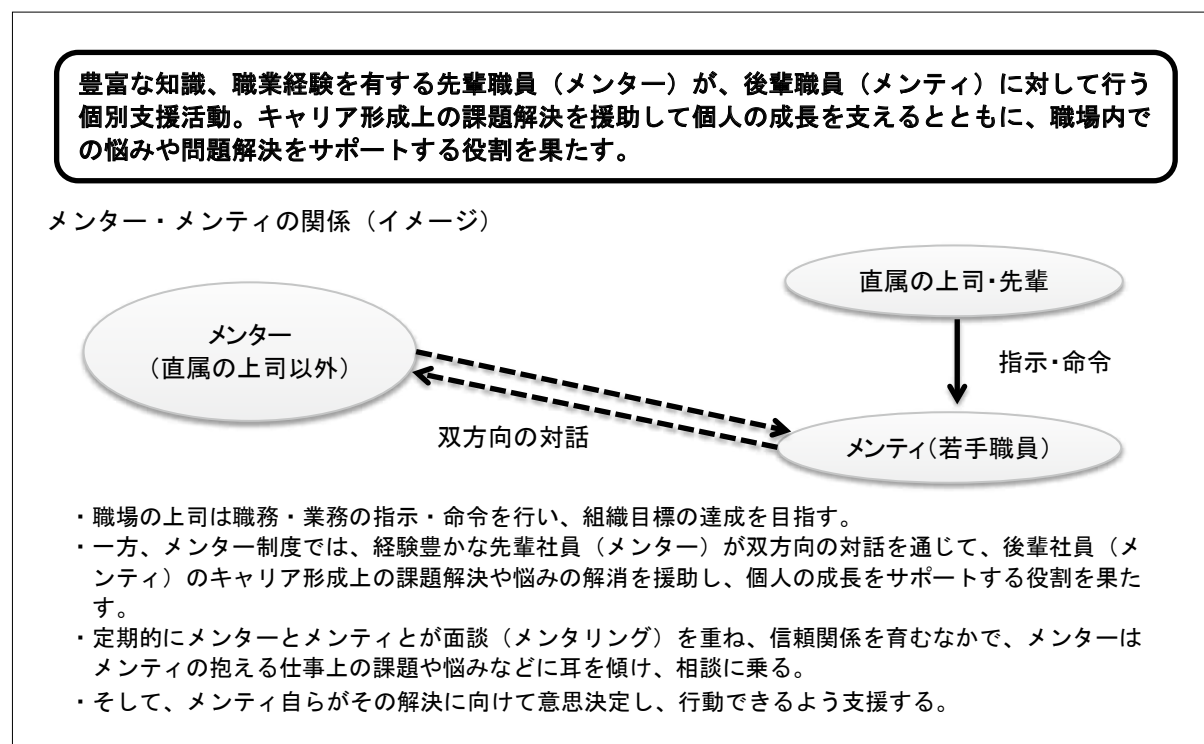 豊富な知識、職業経験を有する先輩職員（メンター）が、後輩職員（メンティ）に対して行う
個別支援活動。キャリア形成上の課題解決を援助して個人の成長を支えるとともに、職場内で
の悩みや問題解決をサポートする役割を果たす。
メンター・メンティの関係（イメージ）
直属の上司・先輩
メンター
（直属の上司以外）
指示・命令
双方向の対話
メンティ（若手職員）
・職場の上司は職務・業務の指示・命令を行い、組織目標の達成を目指す。
・一方、メンター制度では、経験豊かな先輩社員（メンター）が双方向の対話を通じて、後輩社員（メ
ンティ）のキャリア形成上の課題解決や悩みの解消を援助し、個人の成長をサポートする役割を果た
す。
・定期的にメンターとメンティとが面談（メンタリング）を重ね、信頼関係を育むなかで、メンターは
メンティの抱える仕事上の課題や悩みなどに耳を傾け、相談に乗る。
・そして、メンティ自らがその解決に向けて意思決定し、行動できるよう支援する。